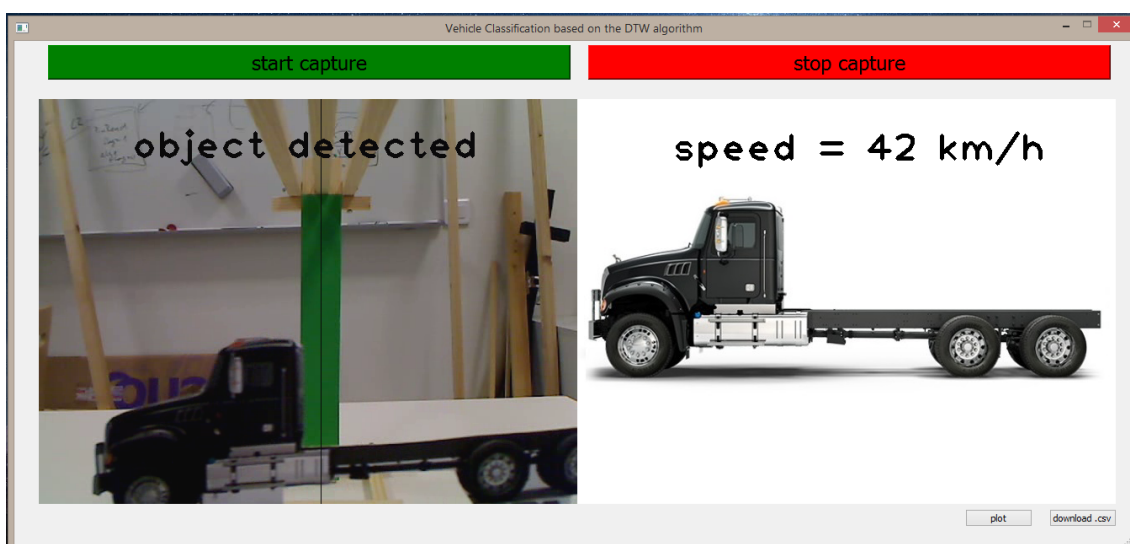 Vehicle Classification based on the DTW algorithm
start capture
stop capture
object detected
speed = 42 km/h
plot
download .csv